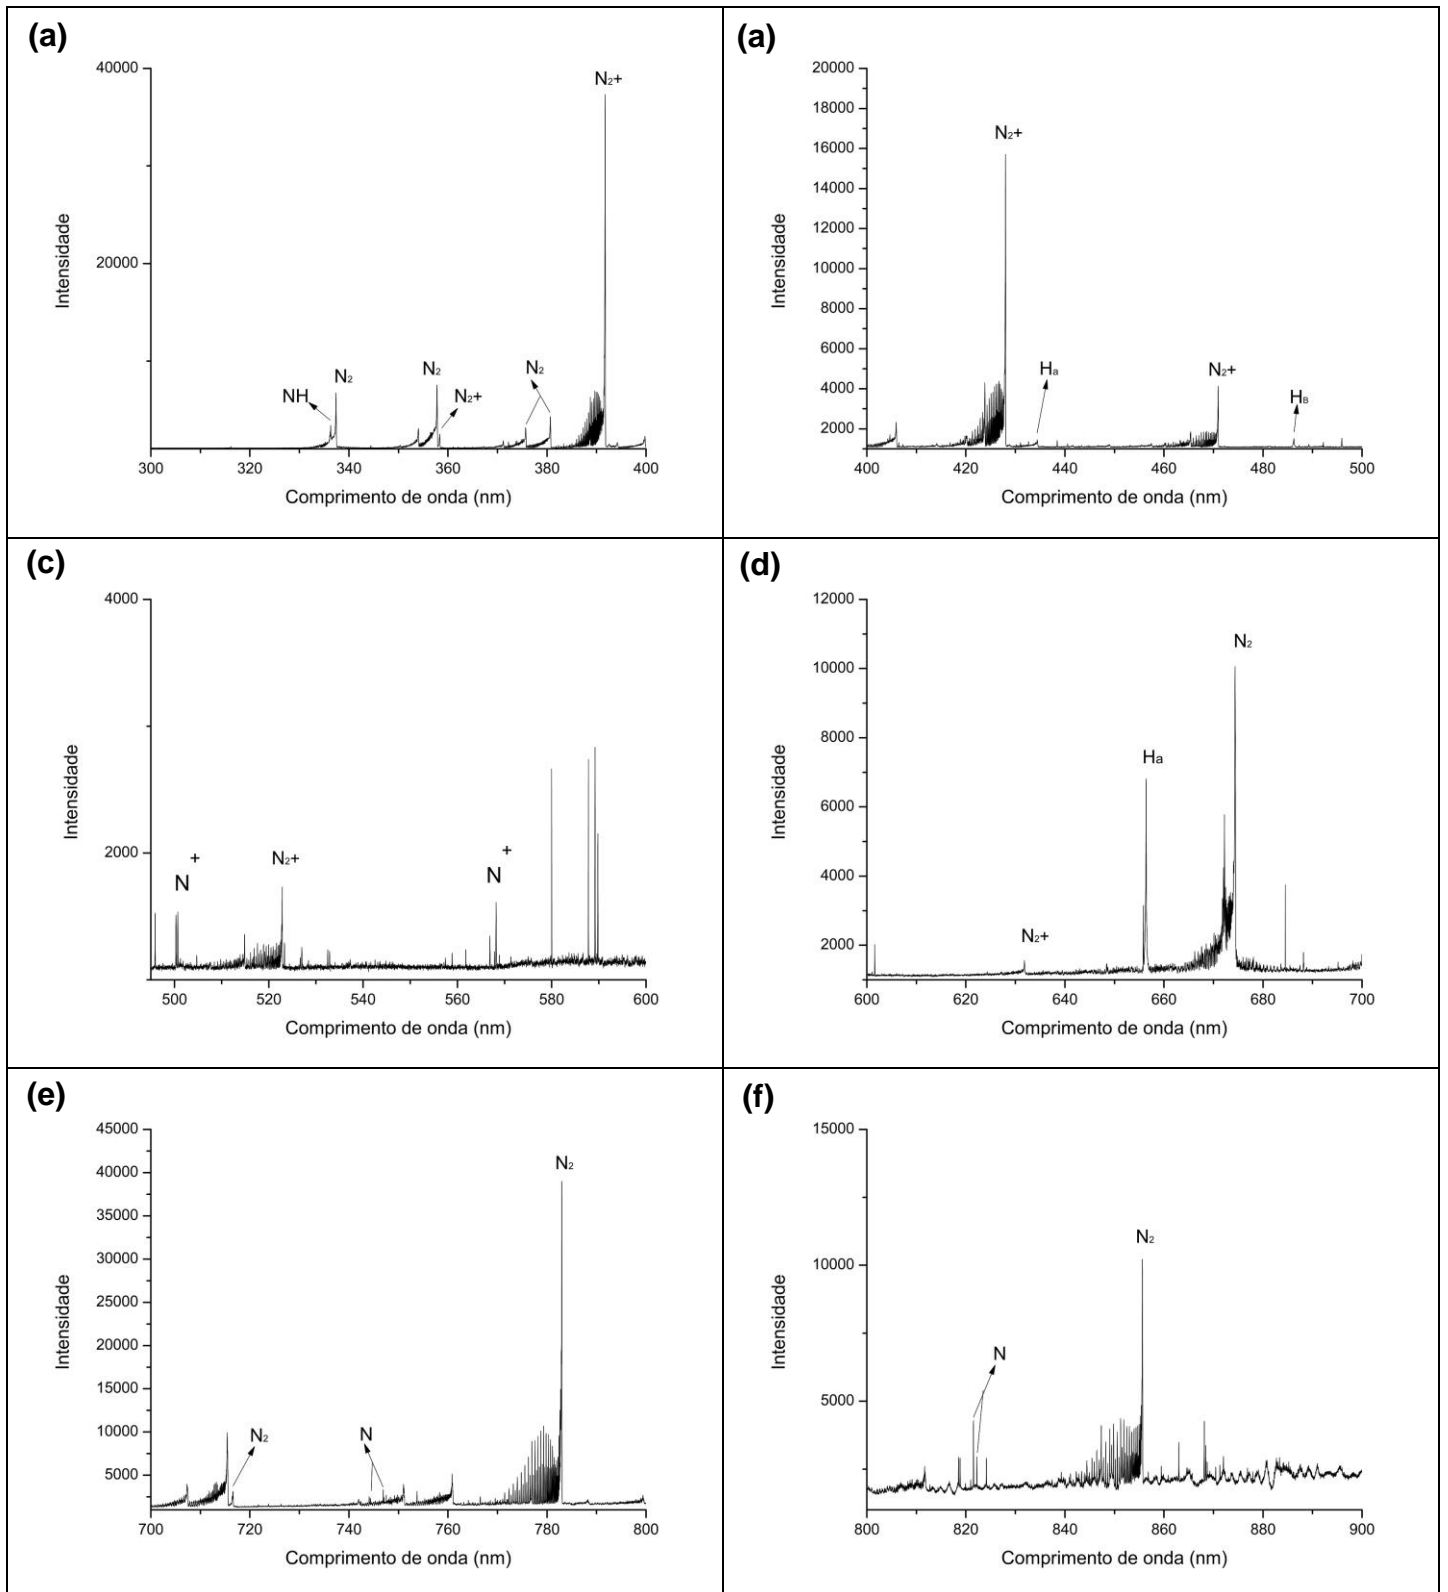 (a)
40000
20000
Intensidade
NH
N₂
N₂
N₂+
N₂
N₂+
300 320 340 360 380 400
Comprimento de onda (nm)
(a)
20000
18000
16000
14000
12000
10000
8000
6000
4000
2000
Intensidade
N₂+
Ha
N₂+
HB
400 420 440 460 480 500
Comprimento de onda (nm)
(c)
4000
2000
Intensidade
N+
N₂+
N+
500 520 540 560 580 600
Comprimento de onda (nm)
(d)
12000
10000
8000
6000
4000
2000
Intensidade
N₂+
Ha
N₂
600 620 640 660 680 700
Comprimento de onda (nm)
(e)
45000
40000
35000
30000
25000
20000
15000
10000
5000
Intensidade
N₂
N
N₂
700 720 740 760 780 800
Comprimento de onda (nm)
(f)
15000
10000
5000
Intensidade
N
N₂
800 820 840 860 880 900
Comprimento de onda (nm)